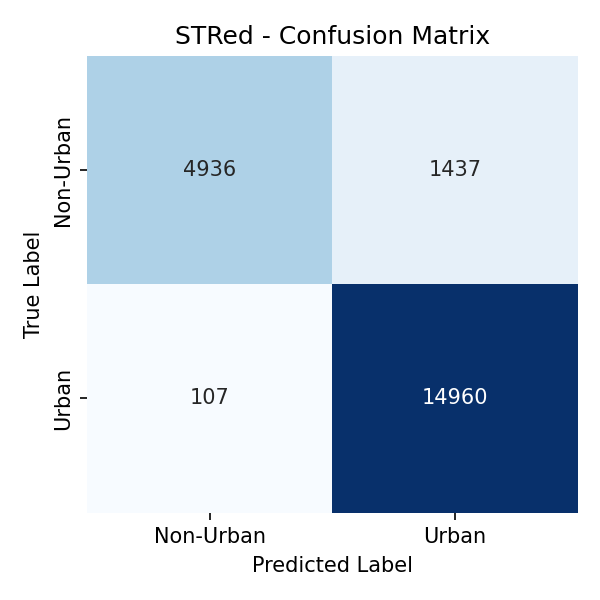 STRed - Confusion Matrix
True Label
Non-Urban
4936
1437
Urban
107
14960
Non-Urban
Urban
Predicted Label